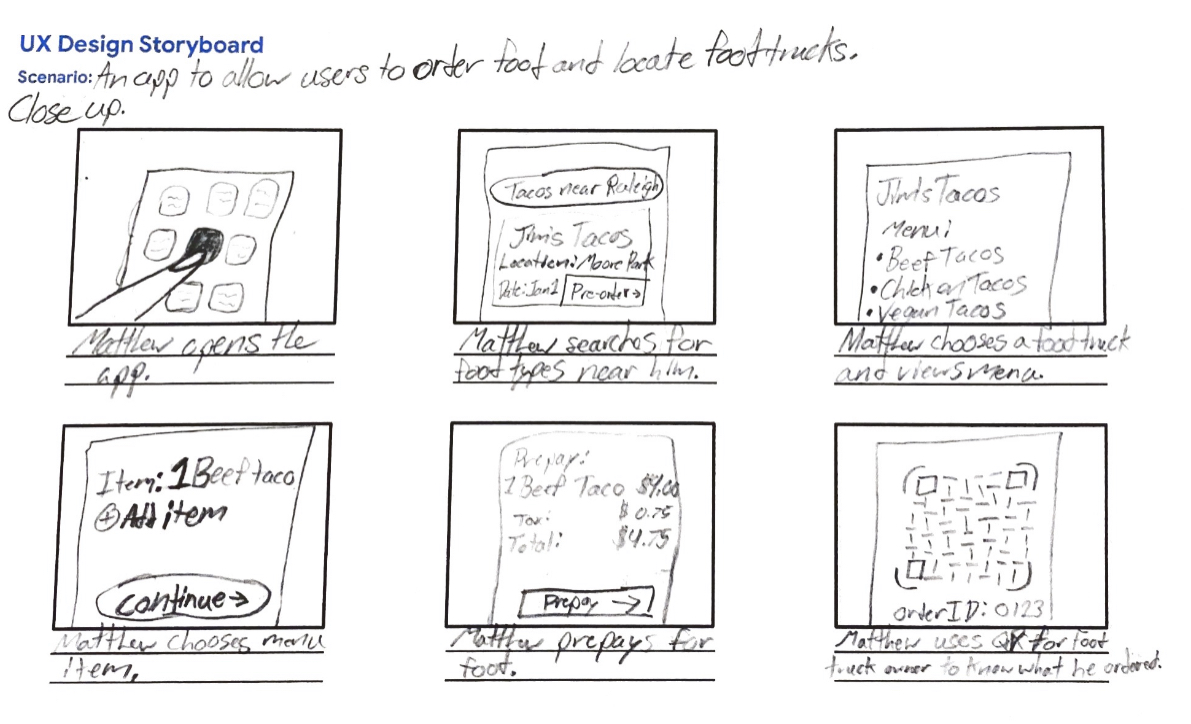 UX Design Storyboard
Scenario: An app to allow users to order foot and locate foot trucks.
Close up.
Tacos near Raleigh
Jim's Tacos
Location: Moore Park
Date: Jan 1 Pre-order →
Jim's Tacos
Menu:
• Beef Tacos
• Chicken Tacos
• Vegan Tacos
Matthew opens the
app.
Matthew searches for
food types near him.
Matthew chooses a food truck
and views menu.
Item: 1 Beef taco
⊕ Add item
Continue →
Prepay:
1 Beef Taco $4.00
Tax: $0.75
Total: $4.75
Prepay →
Order ID: 0123
Matthew chooses menu
item.
Matthew prepays for
foot.
Matthew uses QR for foot
truck owner to know what he ordered.